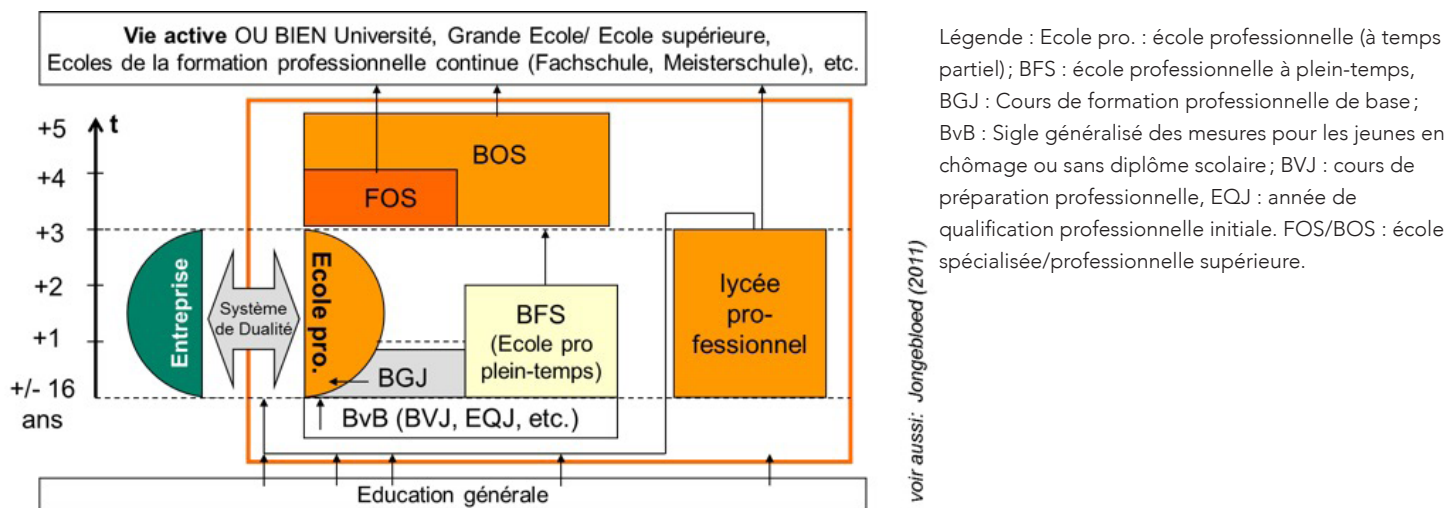 Vie active OU BIEN Université, Grande Ecole/ Ecole supérieure,
Ecoles de la formation professionnelle continue (Fachschule, Meisterschule), etc.
+5
t
+4
+3
+2
+1
+/- 16
ans
BOS
FOS
Entreprise
Système
de Dualité
Ecole pro.
BFS
(Ecole pro
plein-temps)
BGJ
BvB (BVJ, EQJ, etc.)
lycée
pro-
fessionnel
Education générale
voir aussi: Jongebloed (2011)
Légende : Ecole pro. : école professionnelle (à temps
partiel) ; BFS : école professionnelle à plein-temps,
BGJ : Cours de formation professionnelle de base ;
BvB : Sigle généralisé des mesures pour les jeunes en
chômage ou sans diplôme scolaire ; BVJ : cours de
préparation professionnelle, EQJ : année de
qualification professionnelle initiale. FOS/BOS : école
spécialisée/professionnelle supérieure.